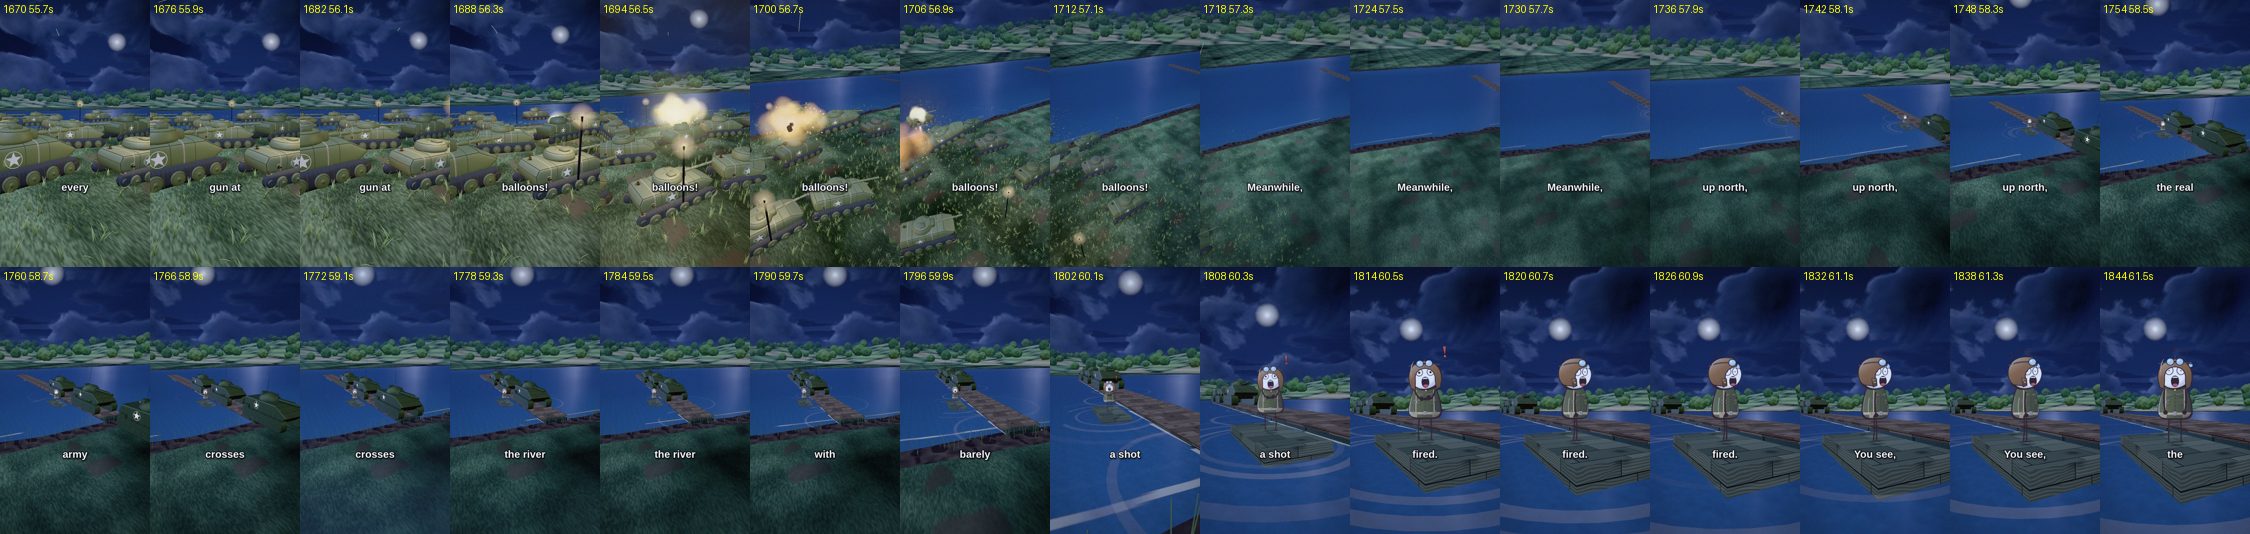 1670 55.7s 1676 55.9s 1682 56.1s 1688 56.3s 1694 56.5s 1700 56.7s 1706 56.9s 1712 57.1s 1718 57.3s 1724 57.5s 1730 57.7s 1736 57.9s 1742 58.1s 1748 58.3s 1754 58.5s
every gun at gun at balloons! balloons! balloons! balloons! balloons! Meanwhile, Meanwhile, Meanwhile, up north, up north, up north, the real
1760 58.7s 1766 58.9s 1772 59.1s 1778 59.3s 1784 59.5s 1790 59.7s 1796 59.9s 1802 60.1s 1808 60.3s 1814 60.5s 1820 60.7s 1826 60.9s 1832 61.1s 1838 61.3s 1844 61.5s
! !
army crosses crosses the river the river with barely a shot a shot fired. fired. fired. You see, You see, the